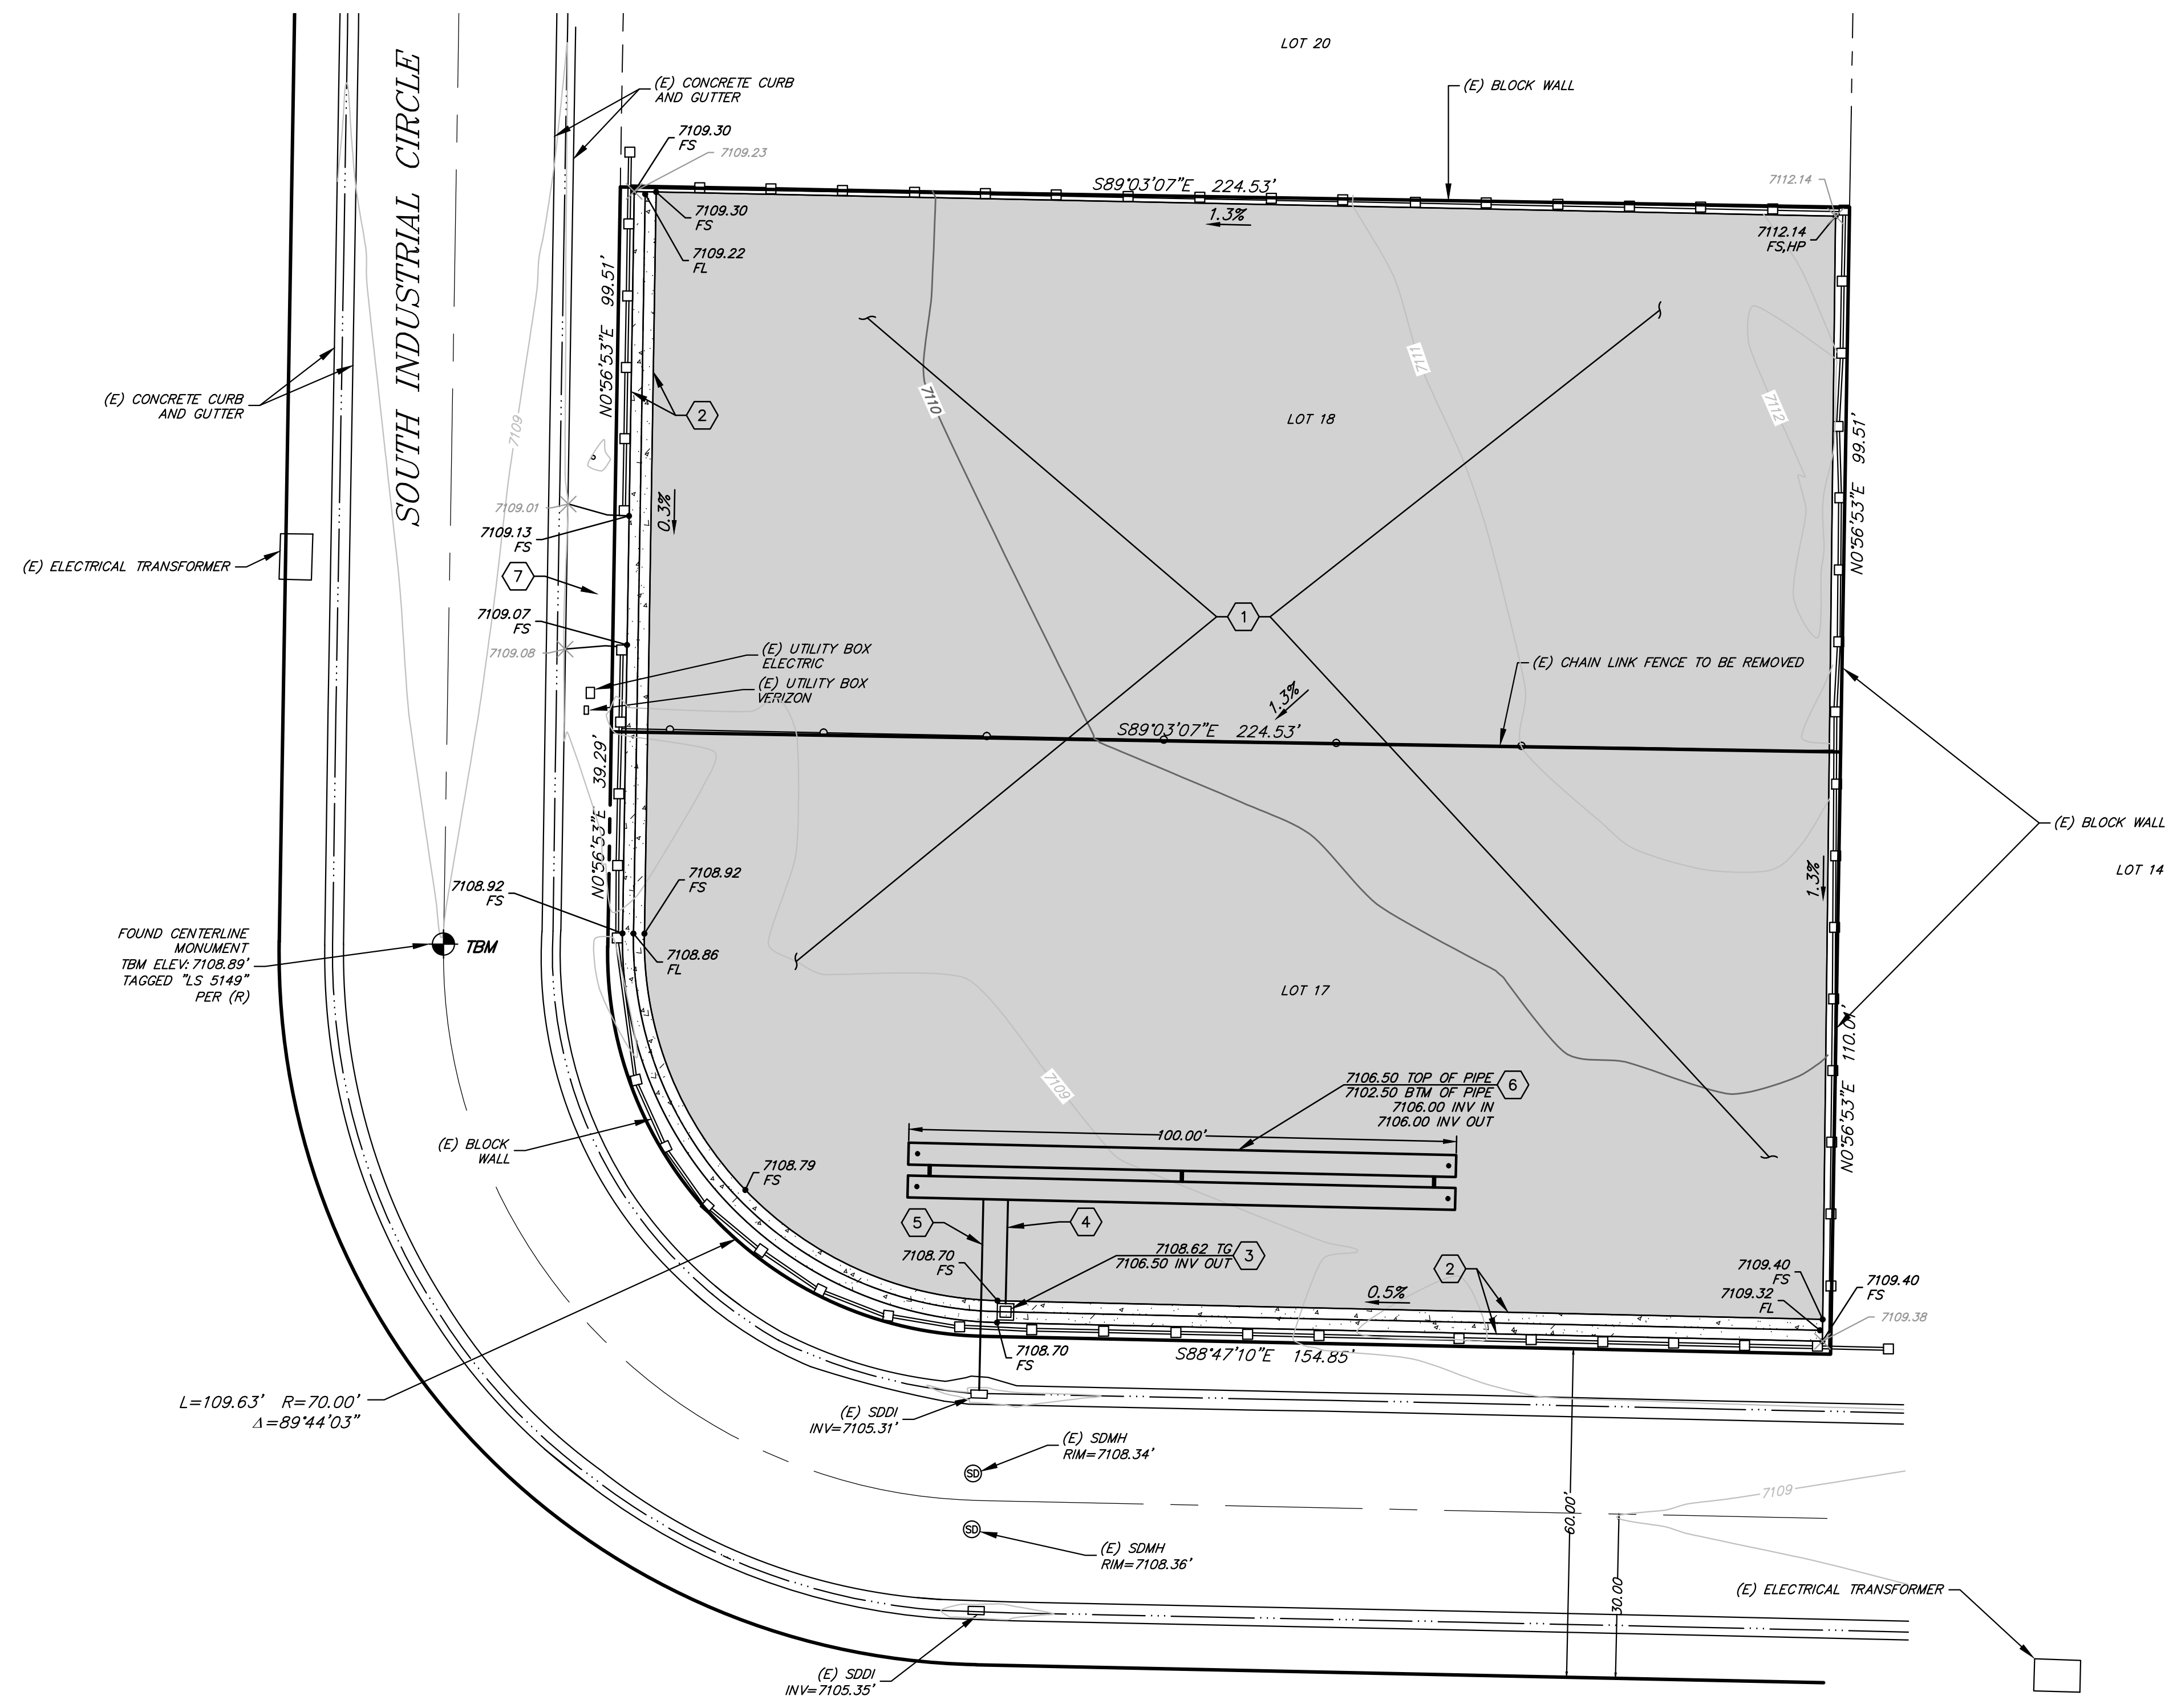 LOT 20
(E) CONCRETE CURB
AND GUTTER
(E) BLOCK WALL
SOUTH INDUSTRIAL CIRCLE
7109.30
FS
7109.23
S89°03'07"E 224.53'
7112.14
7109.30
FS
1.3%
7112.14
FS,HP
7109.22
FL
N0°56'53"E 99.51'
(E) CONCRETE CURB
AND GUTTER
7109
2
7110
7111
7112
LOT 18
N0°56'53"E 99.51'
7109.01
7109.13
FS
0.3%
(E) ELECTRICAL TRANSFORMER
7
7109.07
FS
7109.08
1
(E) UTILITY BOX
ELECTRIC
(E) UTILITY BOX
VERIZON
(E) CHAIN LINK FENCE TO BE REMOVED
1.3%
S89°03'07"E 224.53'
N0°56'53"E 39.29'
(E) BLOCK WALL
LOT 14
1.3%
7108.92
FS
7108.92
FS
FOUND CENTERLINE
MONUMENT
TBM ELEV: 7108.89'
TAGGED "LS 5149"
PER (R)
TBM
7108.86
FL
LOT 17
N0°56'53"E 110.01'
7109
7106.50 TOP OF PIPE
7102.50 BTM OF PIPE
7106.00 INV IN
7106.00 INV OUT
6
(E) BLOCK
WALL
100.00'
7108.79
FS
5
4
7108.70
FS
7108.62 TG
7106.50 INV OUT
3
2
0.5%
7109.40
FS
7109.32
FL
7109.40
FS
7109.38
7108.70
FS
S88°47'10"E 154.85'
L=109.63' R=70.00'
Δ=89°44'03"
(E) SDDI
INV=7105.31'
(E) SDMH
RIM=7108.34'
SD
7109
60.00'
SD
(E) SDMH
RIM=7108.36'
30.00
(E) ELECTRICAL TRANSFORMER
(E) SDDI
INV=7105.35'